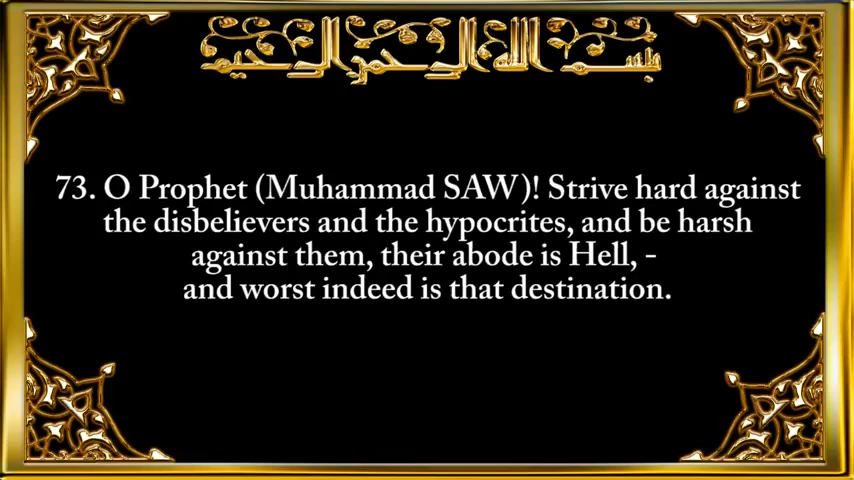 بسم الله الرحمن الرحيم
73. O Prophet (Muhammad SAW)! Strive hard against
the disbelievers and the hypocrites, and be harsh
against them, their abode is Hell, -
and worst indeed is that destination.